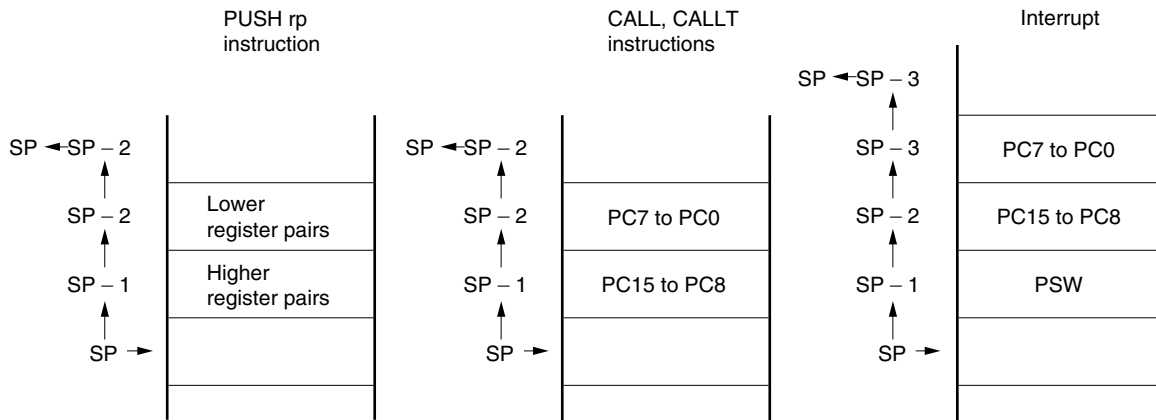 PUSH rp
instruction
SP SP – 2
SP – 2
Lower
register pairs
SP – 1
Higher
register pairs
SP
CALL, CALLT
instructions
SP SP – 2
SP – 2
PC7 to PC0
SP – 1
PC15 to PC8
SP
Interrupt
SP SP – 3
SP – 3
PC7 to PC0
SP – 2
PC15 to PC8
SP – 1
PSW
SP